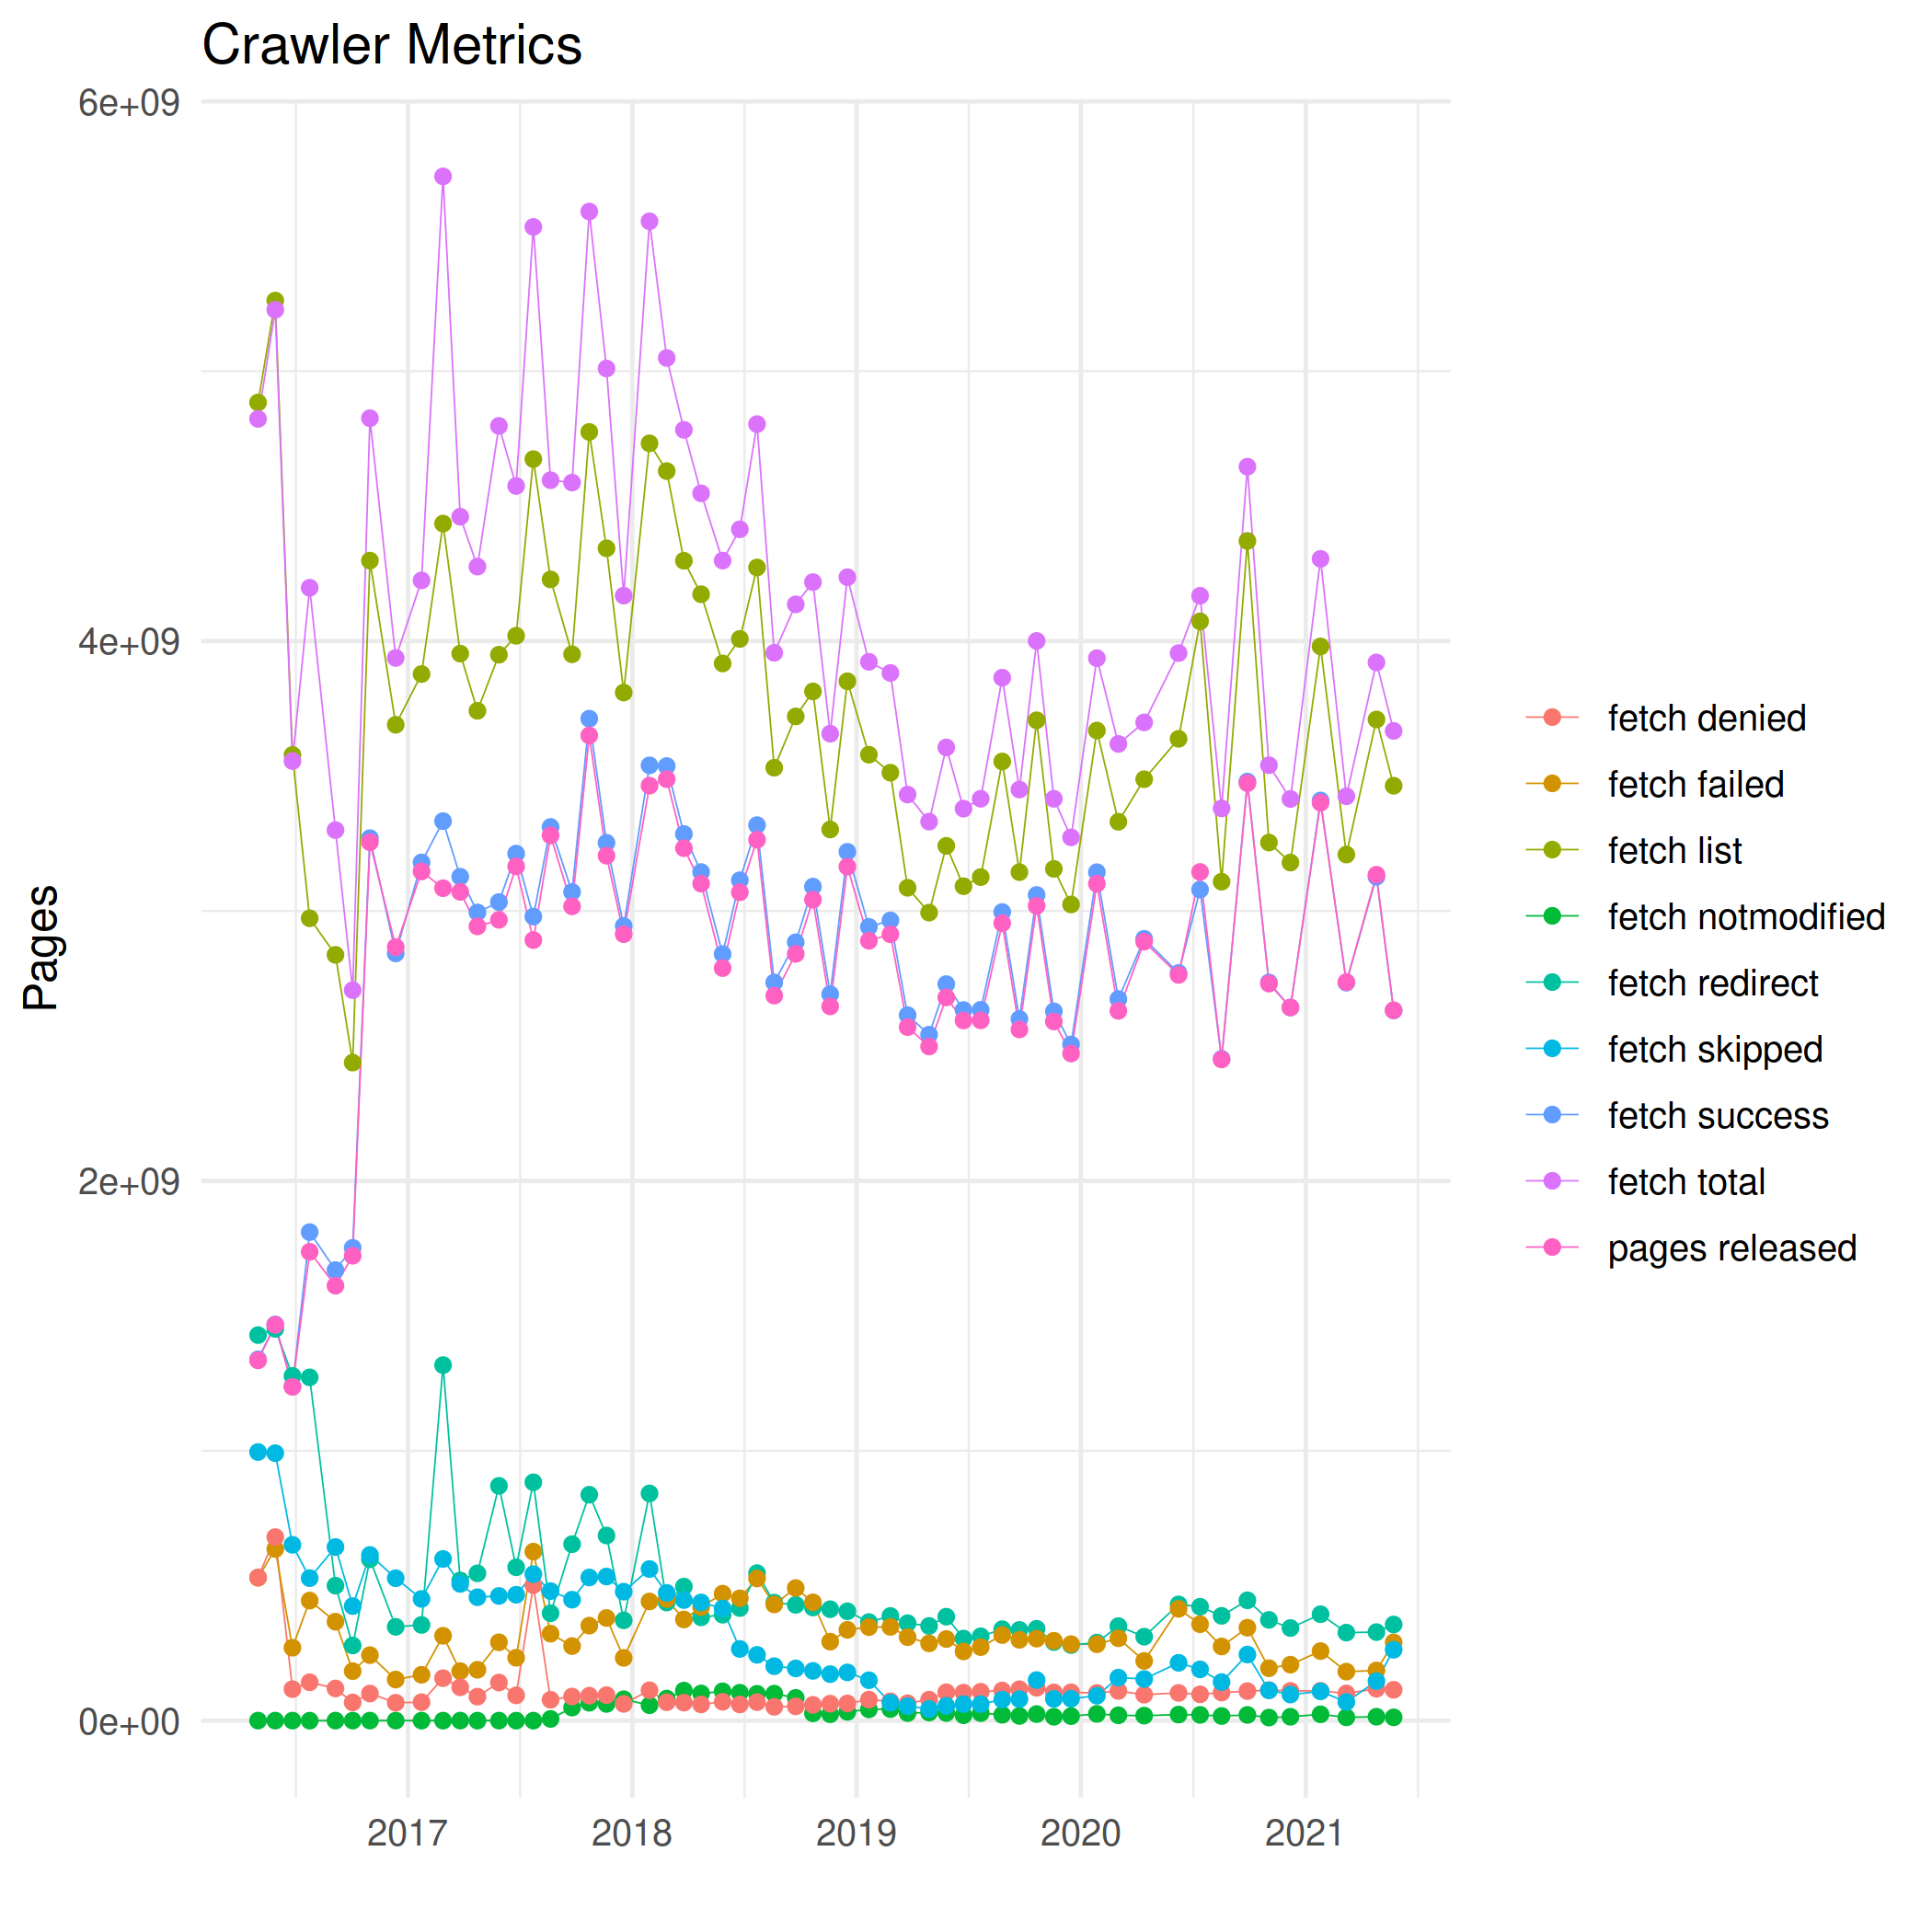 Crawler Metrics
6e+09
4e+09
2e+09
0e+00
Pages
2017
2018
2019
2020
2021
fetch denied
fetch failed
fetch list
fetch notmodified
fetch redirect
fetch skipped
fetch success
fetch total
pages released